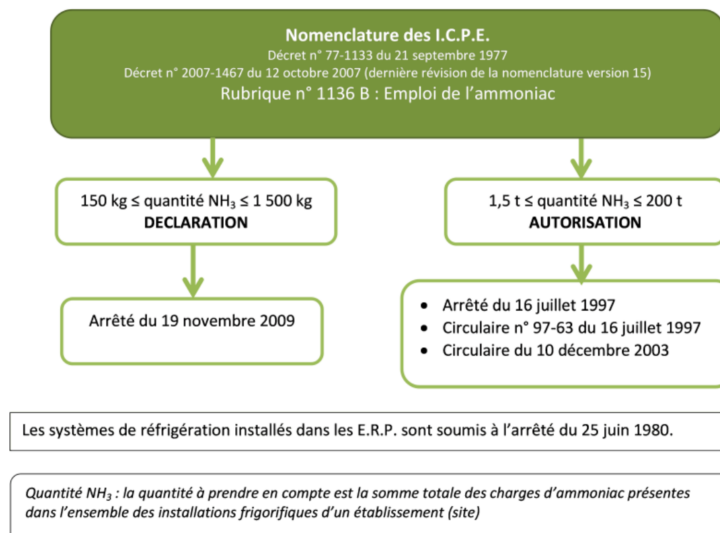 Nomenclature des I.C.P.E.
Décret n° 77-1133 du 21 septembre 1977
Décret n° 2007-1467 du 12 octobre 2007 (dernière révision de la nomenclature version 15)
Rubrique n° 1136 B : Emploi de l'ammoniac
150 kg ≤ quantité NH₃ ≤ 1 500 kg
DECLARATION
1,5 t ≤ quantité NH₃ ≤ 200 t
AUTORISATION
Arrêté du 19 novembre 2009
• Arrêté du 16 juillet 1997
• Circulaire n° 97-63 du 16 juillet 1997
• Circulaire du 10 décembre 2003
Les systèmes de réfrigération installés dans les E.R.P. sont soumis à l'arrêté du 25 juin 1980.
Quantité NH₃ : la quantité à prendre en compte est la somme totale des charges d'ammoniac présentes
dans l'ensemble des installations frigorifiques d'un établissement (site)